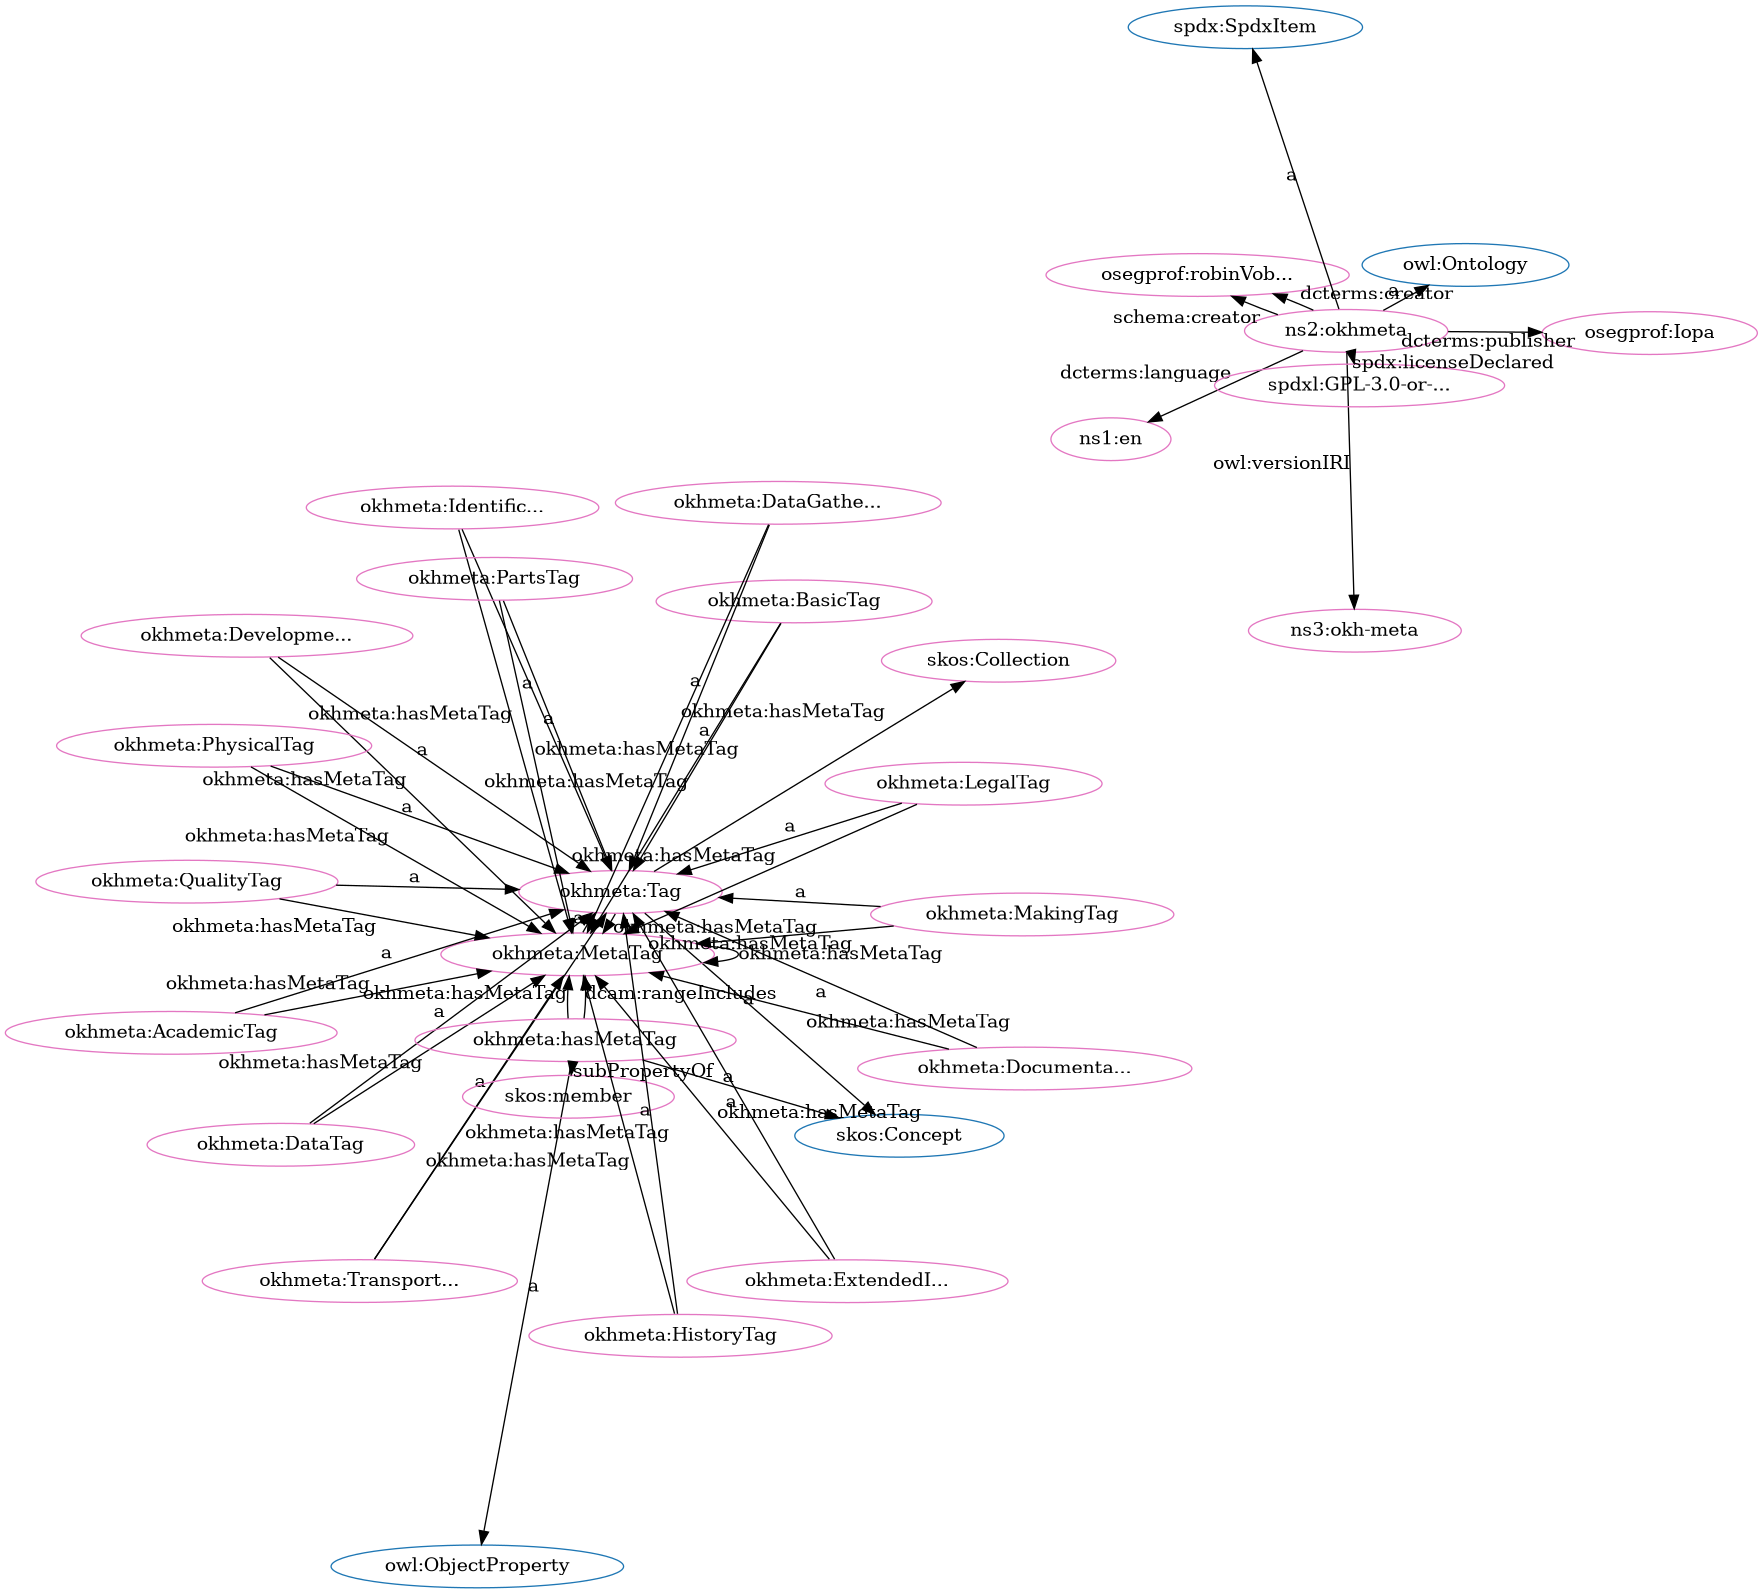 spdx:SpdxItem
a
owl:Ontology
osegprof:robinVob...
a
dcterms:creator
schema:creator
ns2:okhmeta
osegprof:Iopa
dcterms:publisher
spdx:licenseDeclared
dcterms:language
spdxl:GPL-3.0-or-...
ns1:en
owl:versionIRI
ns3:okh-meta
okhmeta:Identific...
okhmeta:DataGathe...
okhmeta:PartsTag
okhmeta:BasicTag
okhmeta:Developme...
skos:Collection
a
a
okhmeta:hasMetaTag
okhmeta:hasMetaTag
a
a
okhmeta:PhysicalTag
a
okhmeta:hasMetaTag
okhmeta:hasMetaTag
okhmeta:hasMetaTag
okhmeta:LegalTag
a
a
okhmeta:hasMetaTag
okhmeta:hasMetaTag
okhmeta:QualityTag
a
okhmeta:Tag
a
okhmeta:MakingTag
a
okhmeta:hasMetaTag
okhmeta:hasMetaTag
okhmeta:hasMetaTag
okhmeta:MetaTag
okhmeta:hasMetaTag
a
okhmeta:hasMetaTag
okhmeta:hasMetaTag
dcam:rangeIncludes
a
a
a
okhmeta:hasMetaTag
okhmeta:AcademicTag
okhmeta:hasMetaTag
okhmeta:hasMetaTag
subPropertyOf
okhmeta:Documenta...
a
a
skos:member
a
a
okhmeta:hasMetaTag
okhmeta:DataTag
okhmeta:hasMetaTag
skos:Concept
okhmeta:hasMetaTag
okhmeta:Transport...
a
okhmeta:ExtendedI...
okhmeta:HistoryTag
owl:ObjectProperty